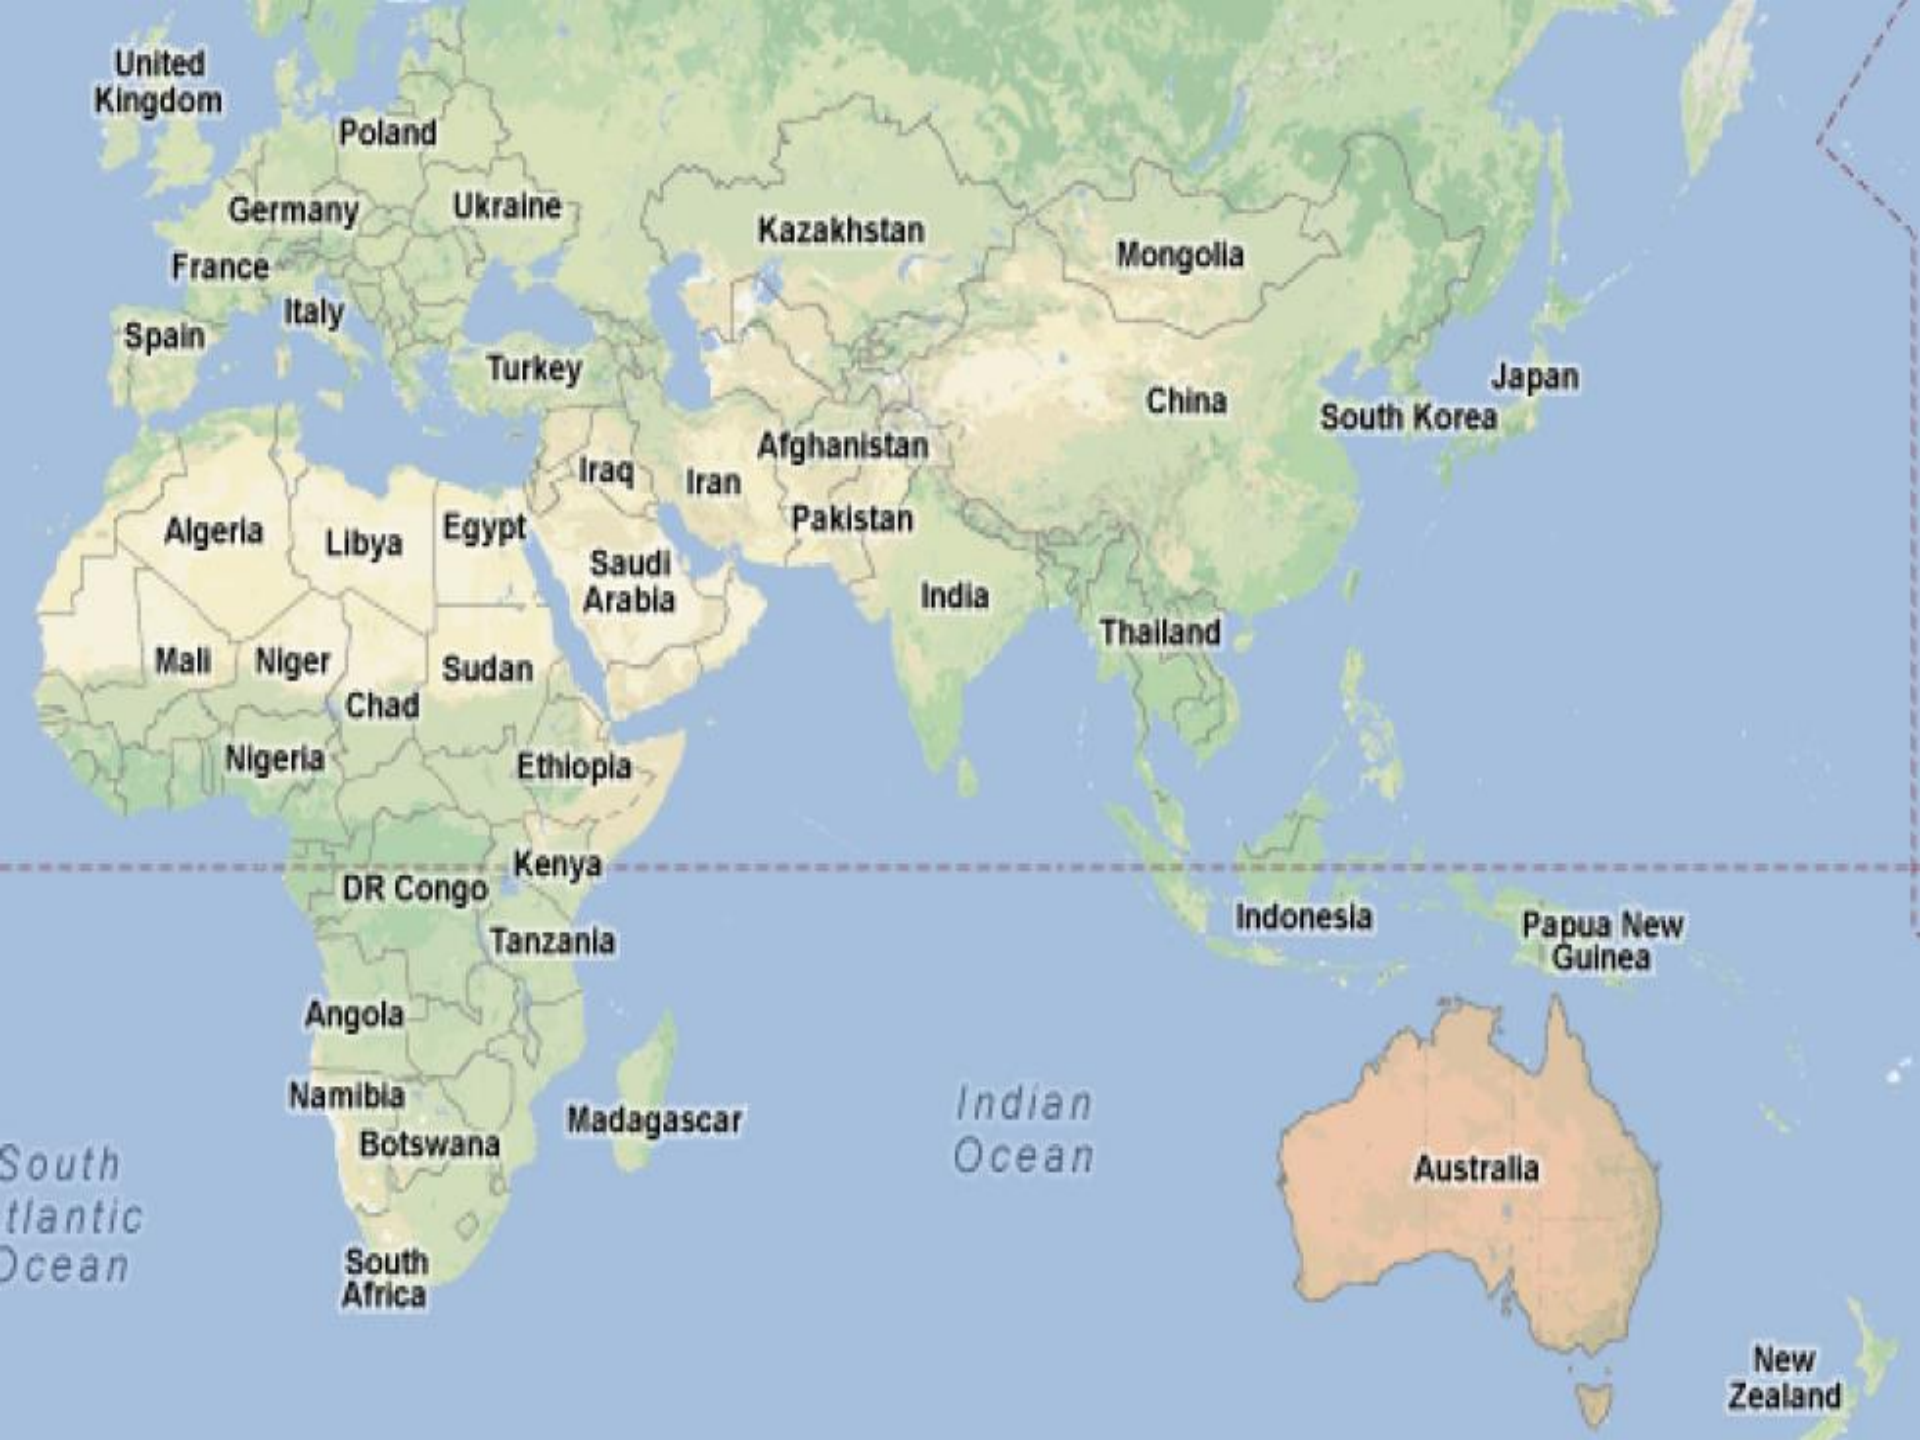 United
Kingdom
Poland
Germany
Ukraine
Kazakhstan
Mongolia
France
Italy
Spain
Turkey
Japan
China
South Korea
Afghanistan
Iraq
Iran
Pakistan
Algeria
Libya
Egypt
Saudi
Arabia
India
Thailand
Mali
Niger
Sudan
Chad
Nigeria
Ethiopia
Kenya
DR Congo
Indonesia
Papua New
Guinea
Tanzania
Angola
Namibia
Madagascar
Botswana
Indian
Ocean
Australia
South
tlantic
Ocean
South
Africa
New
Zealand